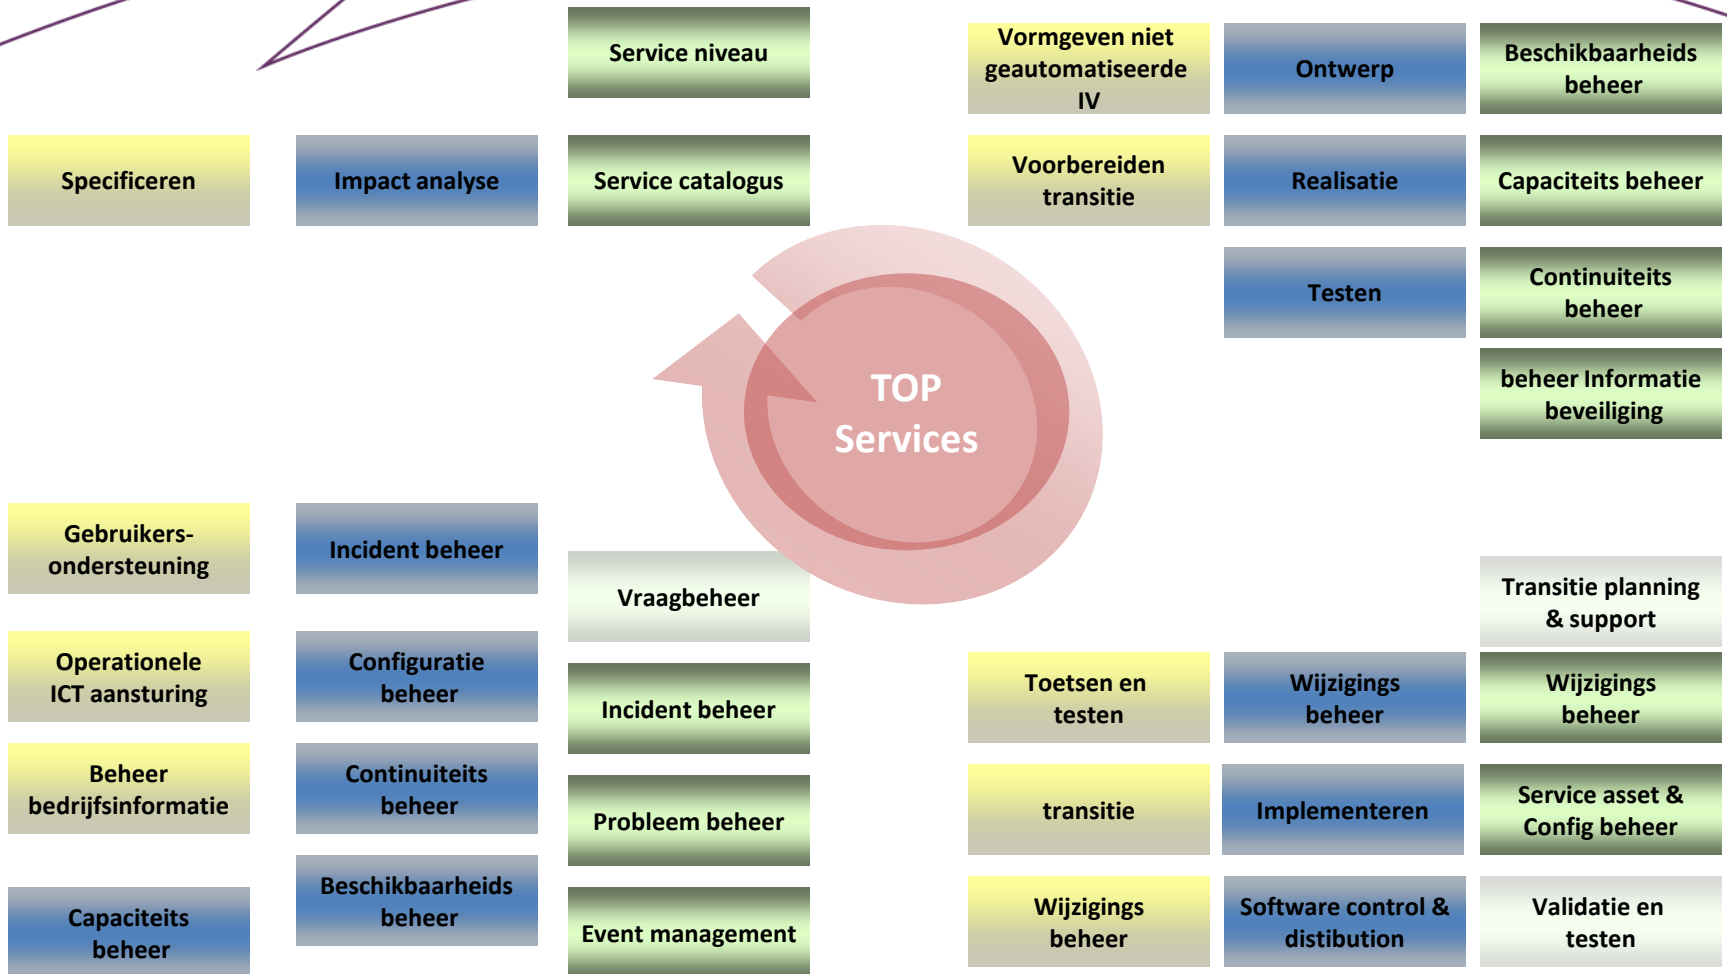 Service niveau
Specificeren
Impact analyse
Service catalogus
Vormgeven niet
geautomatiseerde
IV
Ontwerp
Beschikbaarheids
beheer
Voorbereiden
transitie
Realisatie
Capaciteits beheer
Testen
Continuiteits
beheer
beheer Informatie
beveiliging
TOP
Services
Gebruikers-
ondersteuning
Incident beheer
Vraagbeheer
Operationele
ICT aansturing
Configuratie
beheer
Incident beheer
Beheer
bedrijfsinformatie
Continuiteits
beheer
Probleem beheer
Capaciteits
beheer
Beschikbaarheids
beheer
Event management
Transitie planning
& support
Toetsen en
testen
Wijzigings
beheer
Wijzigings
beheer
transitie
Implementeren
Service asset &
Config beheer
Wijzigings
beheer
Software control &
distibution
Validatie en
testen